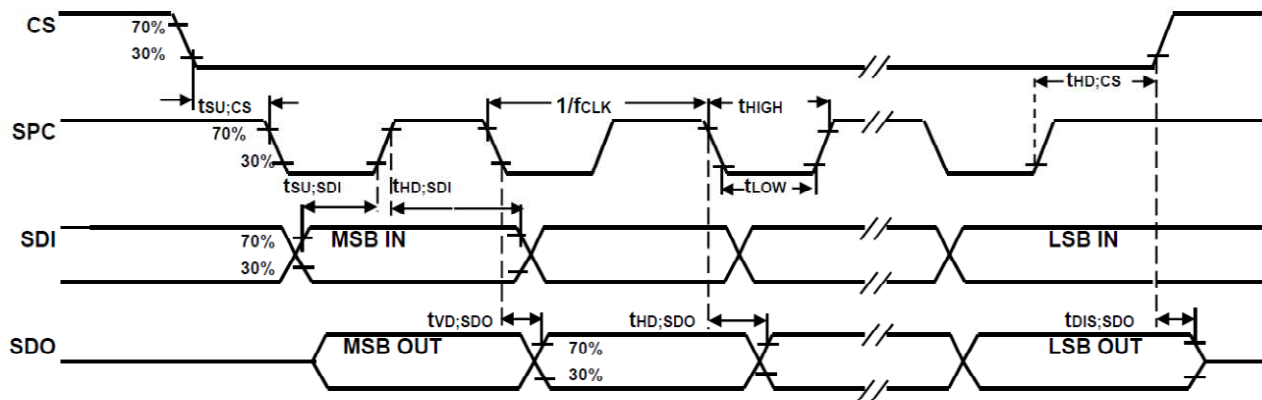 CS
70%
30%
tHD;CS
tSU;CS
1/fCLK
tHIGH
SPC
70%
30%
tLOW
tSU;SDI
tHD;SDI
SDI
70%
MSB IN
LSB IN
30%
tVD;SDO
tHD;SDO
tDIS;SDO
SDO
MSB OUT
70%
LSB OUT
30%